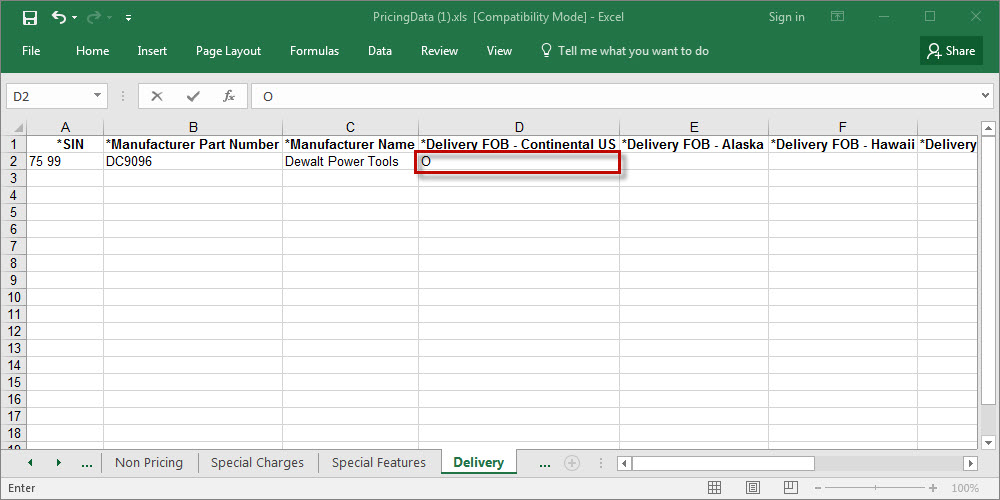 PricingData (1).xls [Compatibility Mode] - Excel
Sign in
File Home Insert Page Layout Formulas Data Review View Tell me what you want to do Share
D2 fx O
A B C D E F
1 *SIN *Manufacturer Part Number *Manufacturer Name *Delivery FOB - Continental US *Delivery FOB - Alaska *Delivery FOB - Hawaii *Delivery
2 75 99 DC9096 Dewalt Power Tools O
3
4
5
6
7
8
9
10
11
12
13
14
15
16
17
18
19
... Non Pricing Special Charges Special Features Delivery ...
Enter 100%